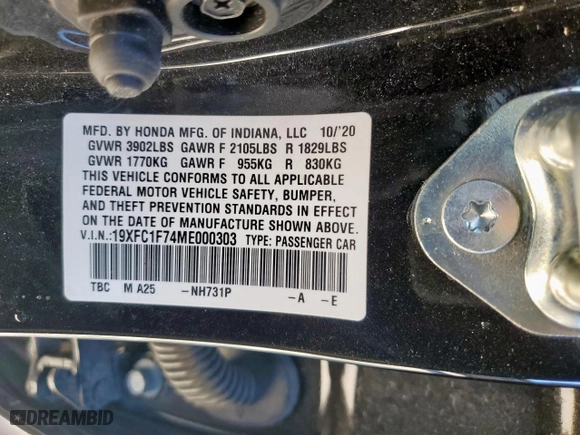 MFD. BY HONDA MFG. OF INDIANA, LLC 10/'20
GVWR 3902LBS GAWR F 2105LBS R 1829LBS
GVWR 1770KG GAWR F 955KG R 830KG
THIS VEHICLE CONFORMS TO ALL APPLICABLE
FEDERAL MOTOR VEHICLE SAFETY, BUMPER,
AND THEFT PREVENTION STANDARDS IN EFFECT
ON THE DATE OF MANUFACTURE SHOWN ABOVE.
V.I.N.:19XFC1F74ME000303 TYPE: PASSENGER CAR
TBC M A25 -NH731P -A -E
DREAMBID